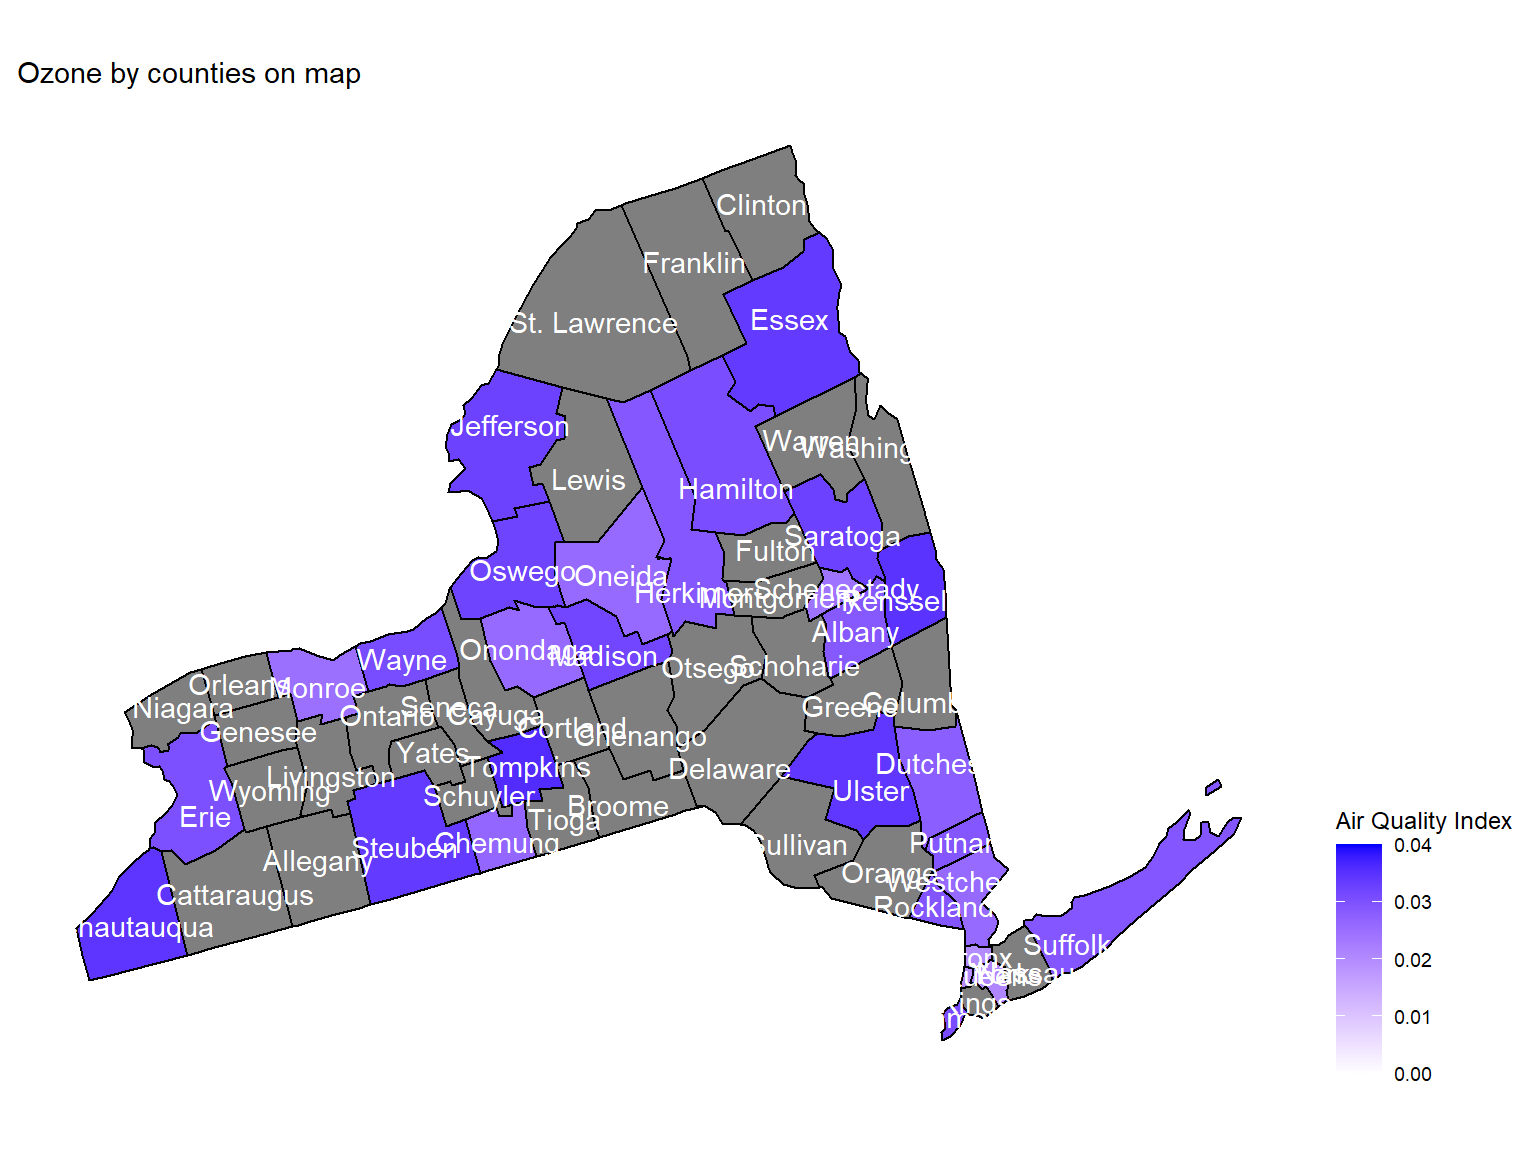 Ozone by counties on map
Clinton
Franklin
Essex
St. Lawrence
Jefferson
Warren
Washing
Lewis
Hamilton
Saratoga
Fulton
Oswego
Oneida
Herkimer
Schenectady
Montgomery
Renssel
Albany
Onondaga
Madison
Wayne
Otsego
Schoharie
Orleans
Monroe
Niagara
Ontario
Seneca
Cayuga
Greene
Columb
Genesee
Cortland
Chenango
Yates
Tompkins
Delaware
Dutches
Livingston
Wyoming
Schuyler
Ulster
Erie
Tioga
Broome
Steuben
Chemung
Sullivan
Putnam
Allegany
Orange
Westche
Cattaraugus
Rockland
hautauqua
Suffolk
Nassau
Air Quality Index
0.04
0.03
0.02
0.01
0.00